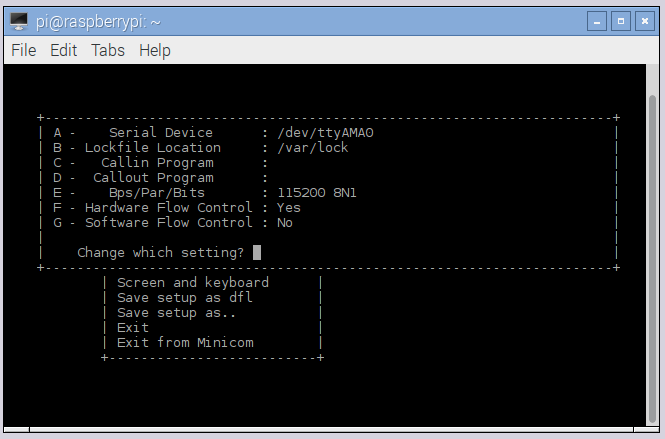 pi@raspberrypi: ~
File Edit Tabs Help
+-----------------------------------------------------------------------+
| A -    Serial Device      : /dev/ttyAMA0                              |
| B - Lockfile Location     : /var/lock                                 |
| C -   Callin Program      :                                           |
| D -  Callout Program      :                                           |
| E -    Bps/Par/Bits       : 115200 8N1                                |
| F - Hardware Flow Control : Yes                                       |
| G - Software Flow Control : No                                        |
|                                                                       |
|    Change which setting?                                              |
+-----------------------------------------------------------------------+
| Screen and keyboard      |
| Save setup as dfl        |
| Save setup as..          |
| Exit                     |
| Exit from Minicom        |
+--------------------------+